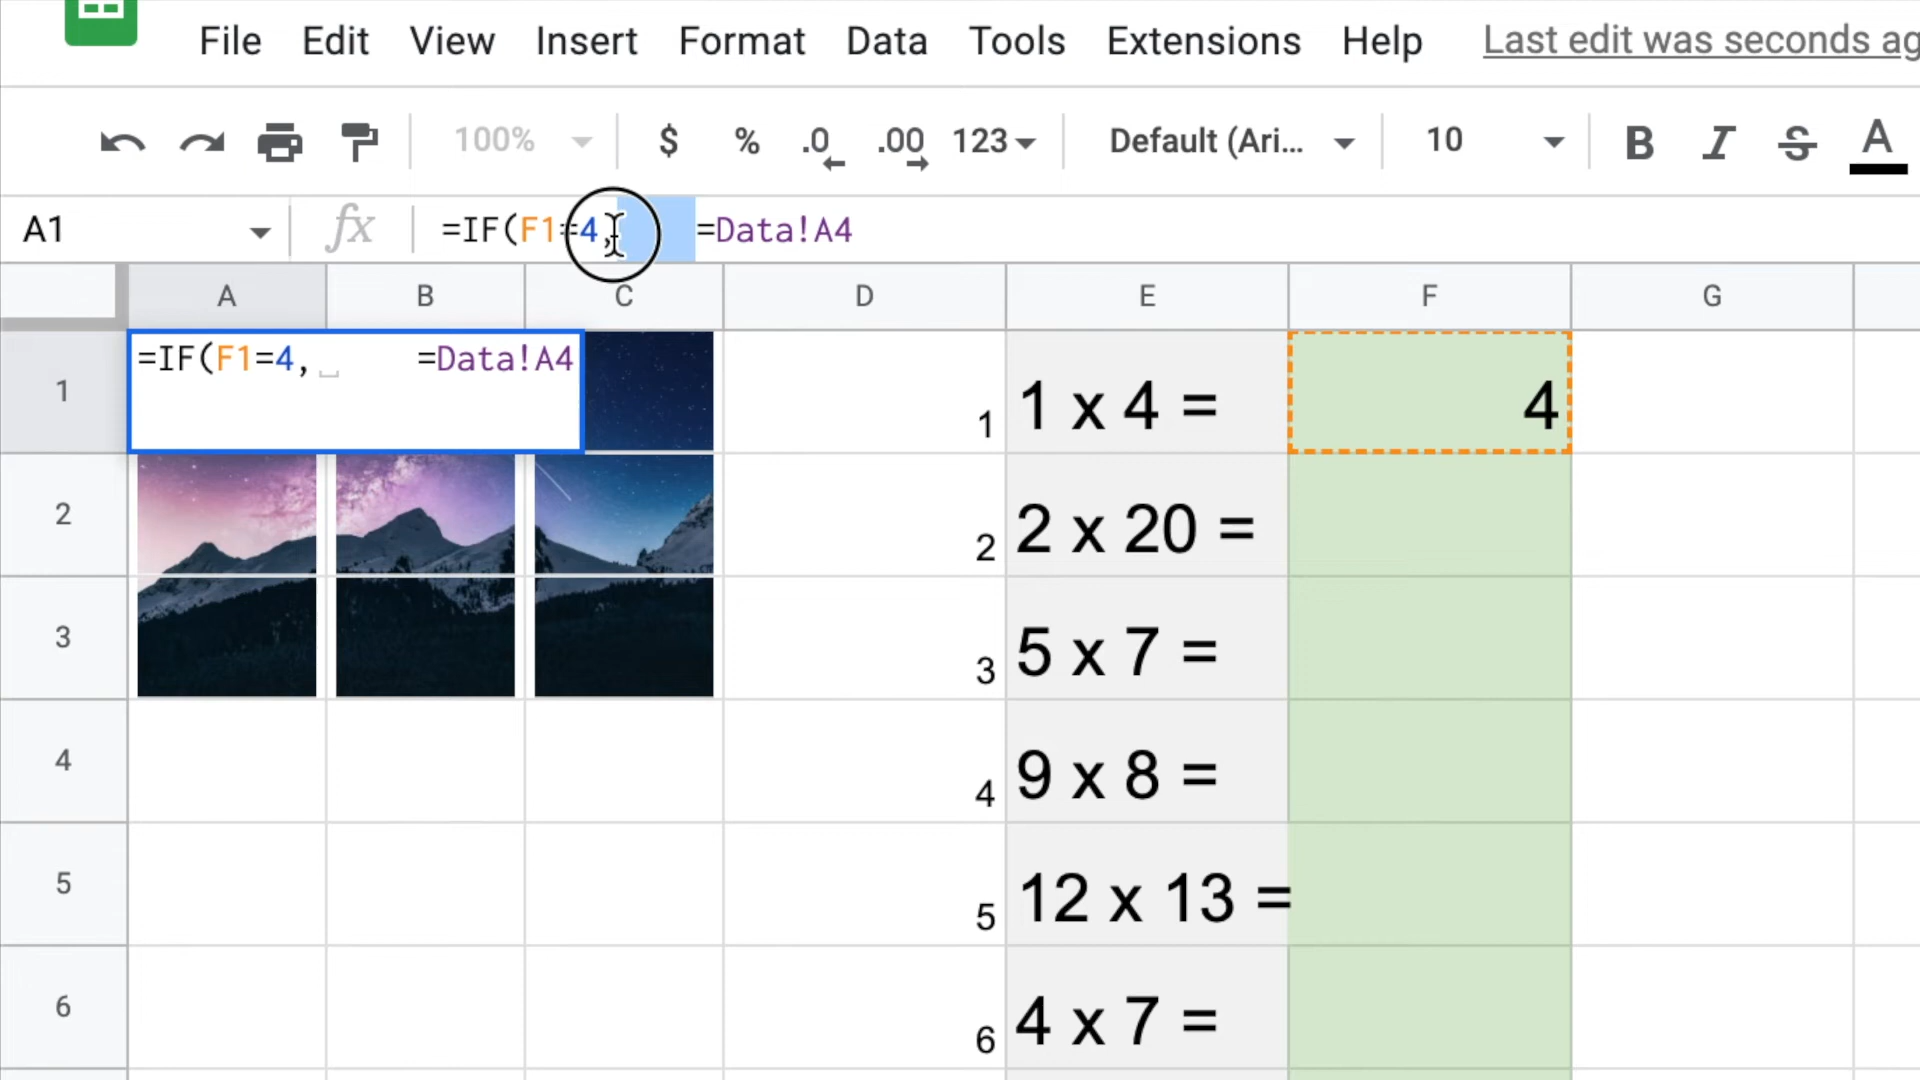 File Edit View Insert Format Data Tools Extensions Help Last edit was seconds ag
100% $ % .0 .00 123 Default (Ari... 10 B I S A
A1 fx =IF(F1=4, =Data!A4
A B C D E F G
1 =IF(F1=4, =Data!A4 1 1 x 4 = 4
2 2 2 x 20 =
3 3 5 x 7 =
4 4 9 x 8 =
5 5 12 x 13 =
6 6 4 x 7 =